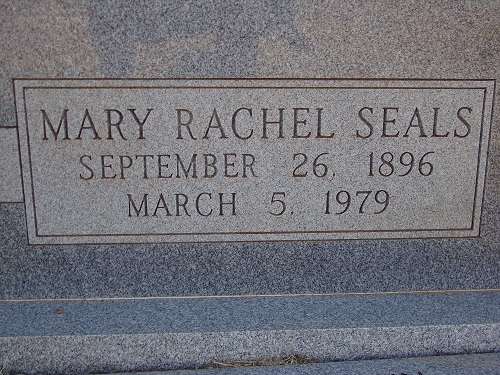 MARY RACHEL SEALS
SEPTEMBER 26, 1896
MARCH 5, 1979